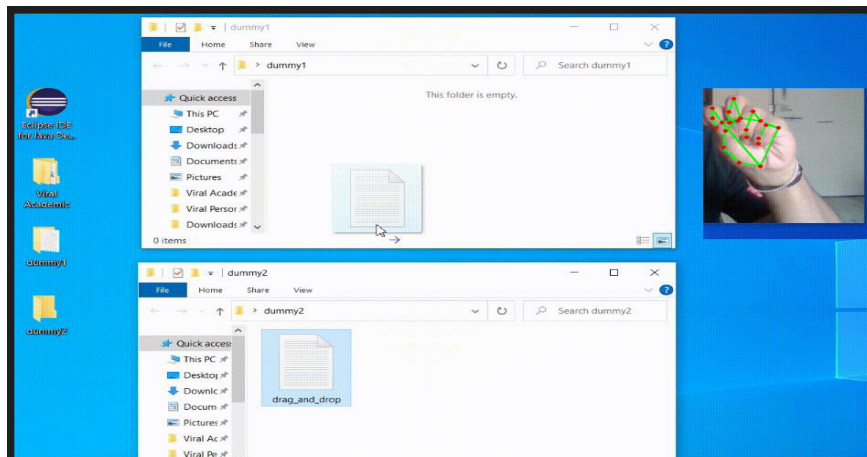 dummy1
File Home Share View
dummy1
Search dummy1
Quick access
This PC
Desktop
Downloads
Documents
Pictures
Viral Acade
Viral Person
Downloads
This folder is empty.
0 items
Eclipse IDE
for Java De...
Viral
Academic
dummy1
dummy2
dummy2
File Home Share View
dummy2
Search dummy2
Quick access
This PC
Desktop
Downlc
Docum
Pictures
Viral Ac
Viral Pe
drag_and_drop